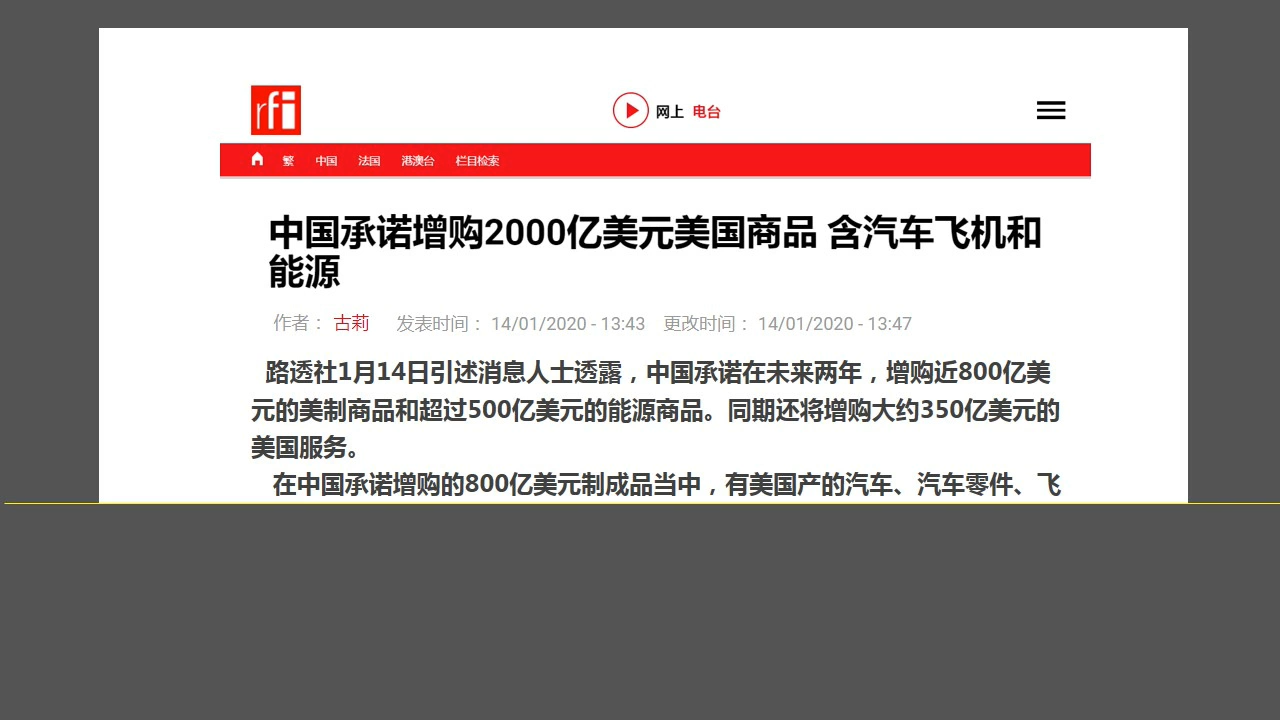 rfi
网上 电台
繁 中国 法国 港澳台 栏目检索
中国承诺增购2000亿美元美国商品 含汽车飞机和
能源
作者： 古莉 发表时间： 14/01/2020 - 13:43 更改时间： 14/01/2020 - 13:47
路透社1月14日引述消息人士透露，中国承诺在未来两年，增购近800亿美
元的美制商品和超过500亿美元的能源商品。同期还将增购大约350亿美元的
美国服务。
在中国承诺增购的800亿美元制成品当中，有美国产的汽车、汽车零件、飞